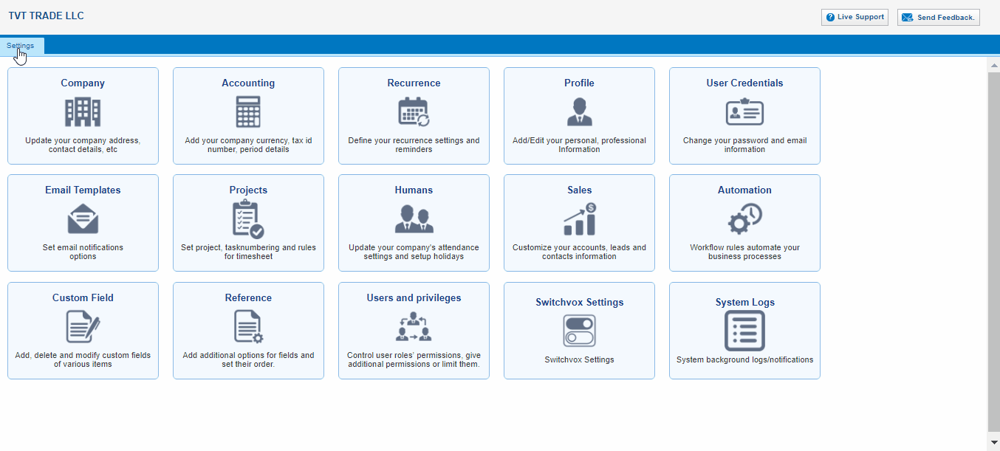 TVT TRADE LLC
Live Support
Send Feedback.
Settings
Company
Update your company address,
contact details, etc
Accounting
Add your company currency, tax id
number, period details
Recurrence
Define your recurrence settings and
reminders
Profile
Add/Edit your personal, professional
Information
User Credentials
Change your password and email
information
Email Templates
Set email notifications
options
Projects
Set project, tasknumbering and rules
for timesheet
Humans
Update your company's attendance
settings and setup holidays
Sales
Customize your accounts, leads and
contacts information
Automation
Workflow rules automate your
business processes
Custom Field
Add, delete and modify custom fields
of various items
Reference
Add additional options for fields and
set their order.
Users and privileges
Control user roles' permissions, give
additional permissions or limit them.
Switchvox Settings
Switchvox Settings
System Logs
System background logs/notifications